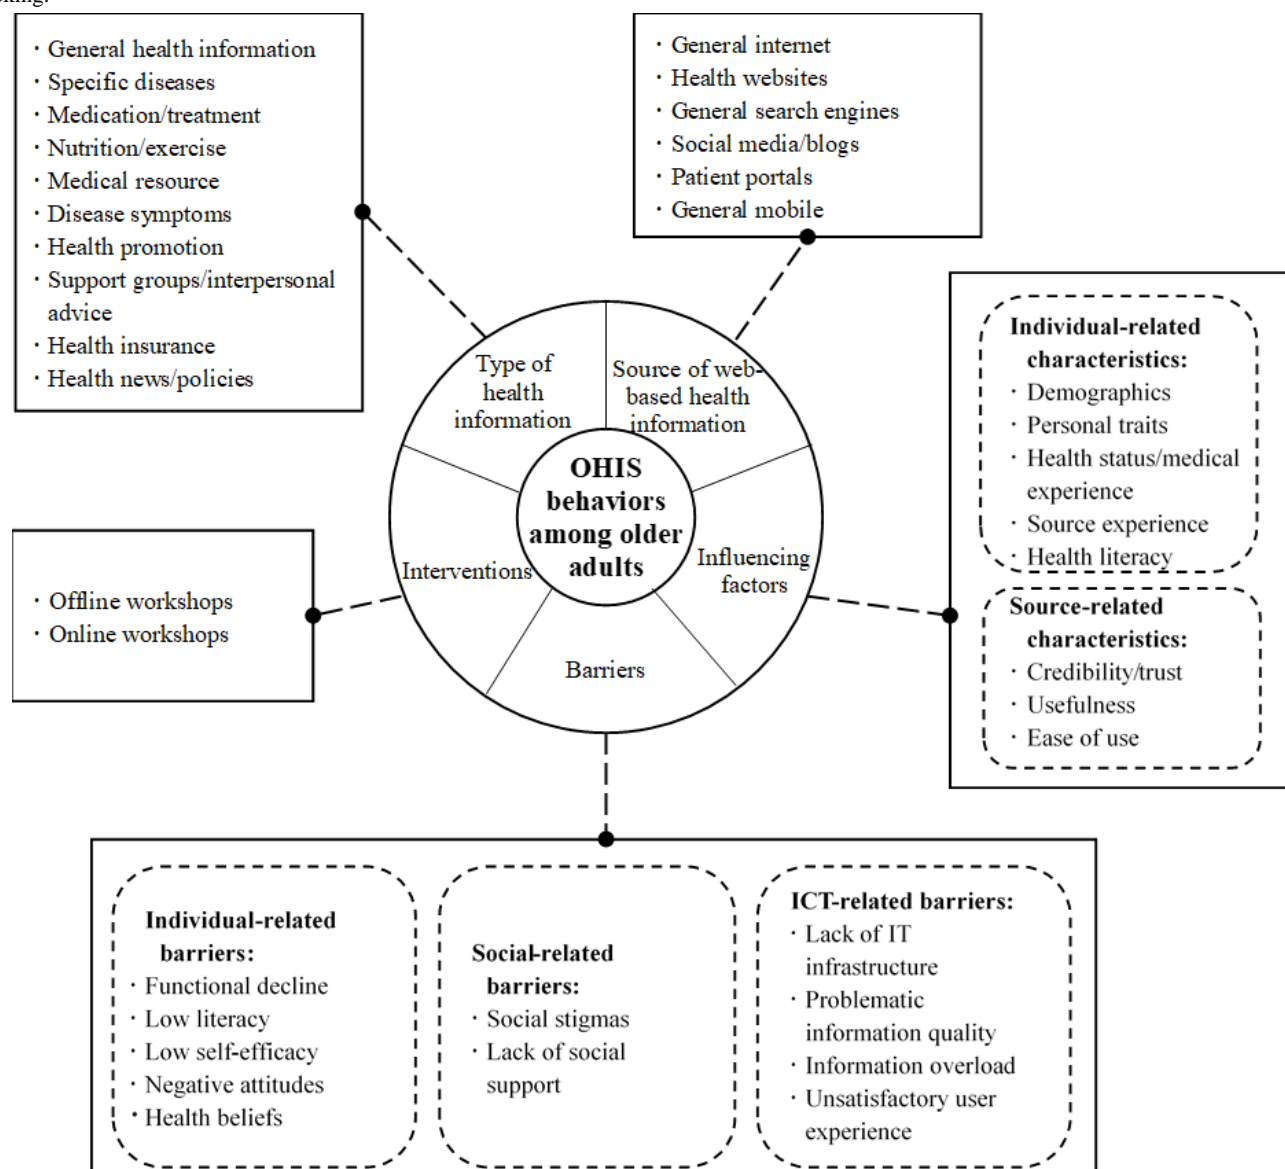 · General health information
· Specific diseases
· Medication/treatment
· Nutrition/exercise
· Medical resource
· Disease symptoms
· Health promotion
· Support groups/interpersonal
advice
· Health insurance
· Health news/policies
· General internet
· Health websites
· General search engines
· Social media/blogs
· Patient portals
· General mobile
Type of
health
information
Source of web-
based health
information
OHIS
behaviors
among older
adults
Interventions
Influencing
factors
Barriers
Individual-related
characteristics:
· Demographics
· Personal traits
· Health status/medical
experience
· Source experience
· Health literacy
Source-related
characteristics:
· Credibility/trust
· Usefulness
· Ease of use
· Offline workshops
· Online workshops
Individual-related
barriers:
· Functional decline
· Low literacy
· Low self-efficacy
· Negative attitudes
· Health beliefs
Social-related
barriers:
· Social stigmas
· Lack of social
support
ICT-related barriers:
· Lack of IT
infrastructure
· Problematic
information quality
· Information overload
· Unsatisfactory user
experience